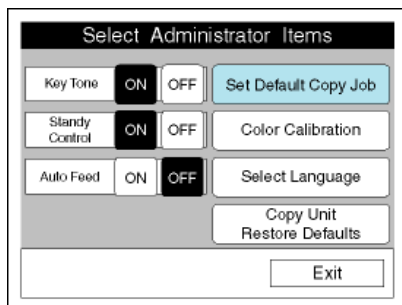 Select Administrator Items
Key Tone ON OFF Set Default Copy Job
Standy
Control ON OFF Color Calibration
Auto Feed ON OFF Select Language
Copy Unit
Restore Defaults
Exit